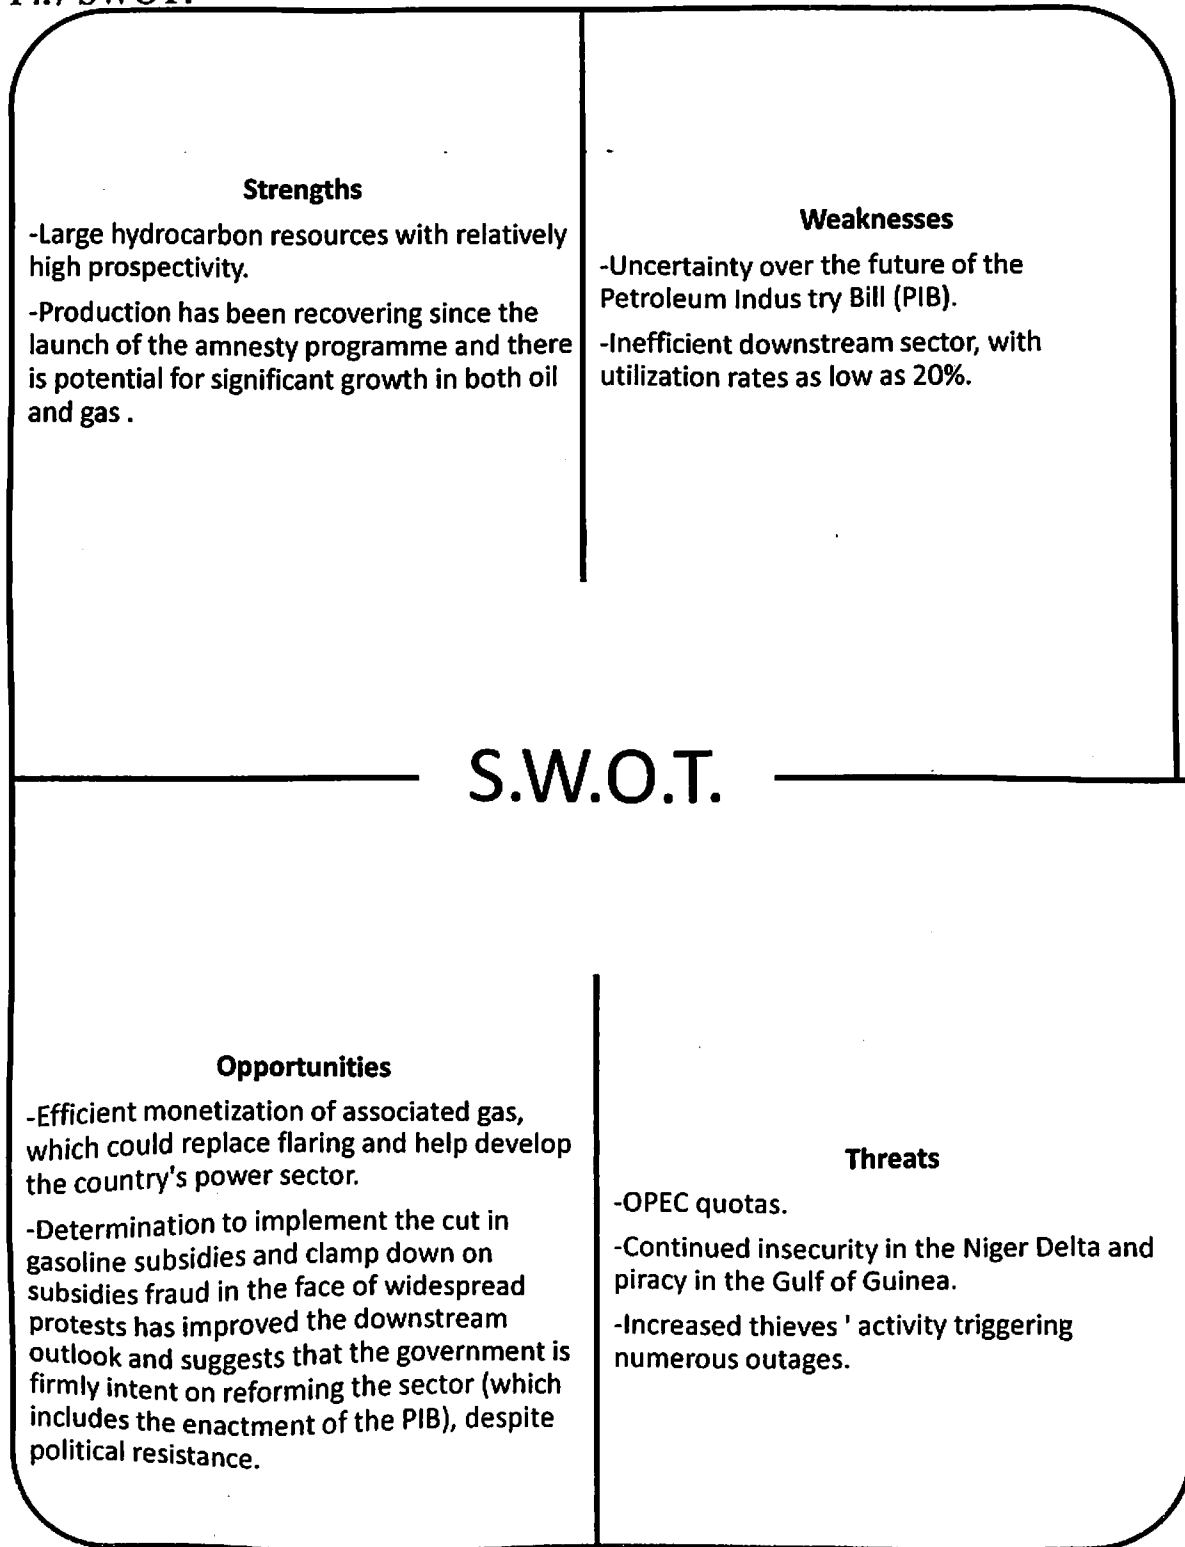 SWOT:
Strengths
-Large hydrocarbon resources with relatively
high prospectivity.
-Production has been recovering since the
launch of the amnesty programme and there
is potential for significant growth in both oil
and gas .
Weaknesses
-Uncertainty over the future of the
Petroleum Indus try Bill (PIB).
-Inefficient downstream sector, with
utilization rates as low as 20%.
S.W.O.T.
Opportunities
-Efficient monetization of associated gas,
which could replace flaring and help develop
the country's power sector.
-Determination to implement the cut in
gasoline subsidies and clamp down on
subsidies fraud in the face of widespread
protests has improved the downstream
outlook and suggests that the government is
firmly intent on reforming the sector (which
includes the enactment of the PIB), despite
political resistance.
Threats
-OPEC quotas.
-Continued insecurity in the Niger Delta and
piracy in the Gulf of Guinea.
-Increased thieves ' activity triggering
numerous outages.